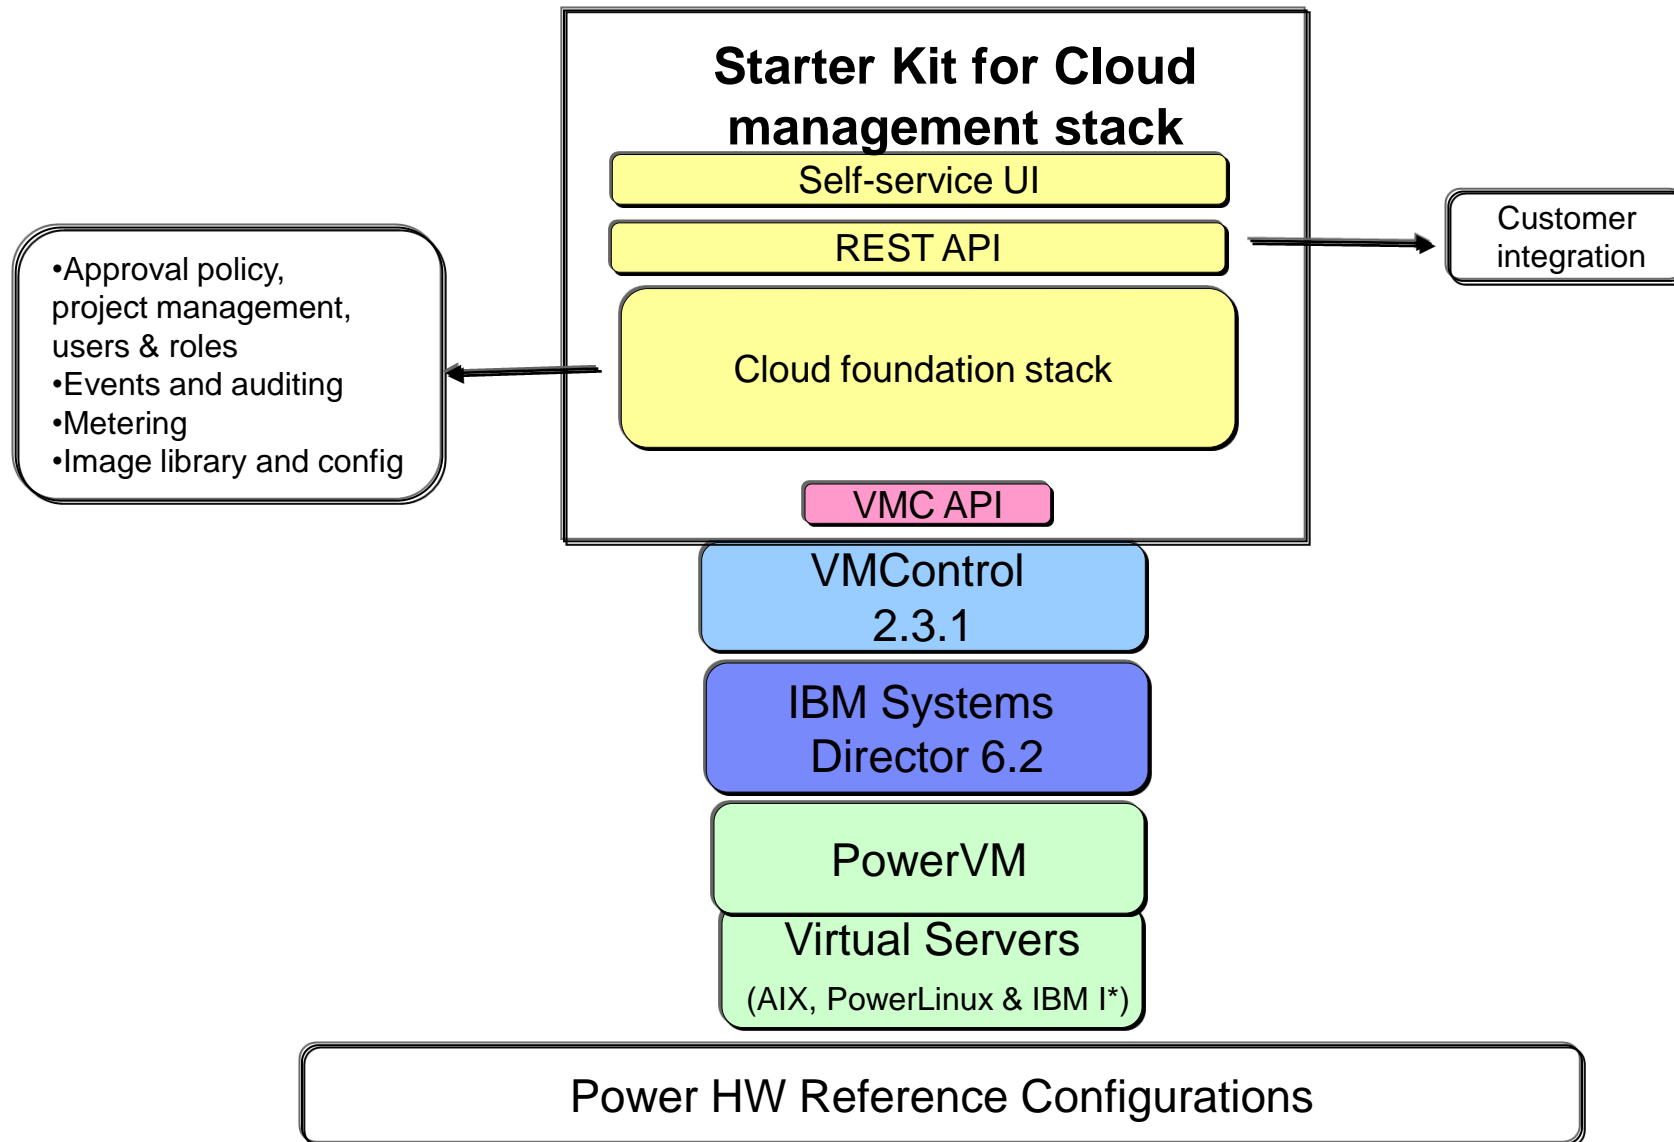 Starter Kit for Cloud
management stack
Self-service UI
REST API
Cloud foundation stack
VMC API
•Approval policy,
project management,
users & roles
•Events and auditing
•Metering
•Image library and config
Customer
integration
VMControl
2.3.1
IBM Systems
Director 6.2
PowerVM
Virtual Servers
(AIX, PowerLinux & IBM I*)
Power HW Reference Configurations